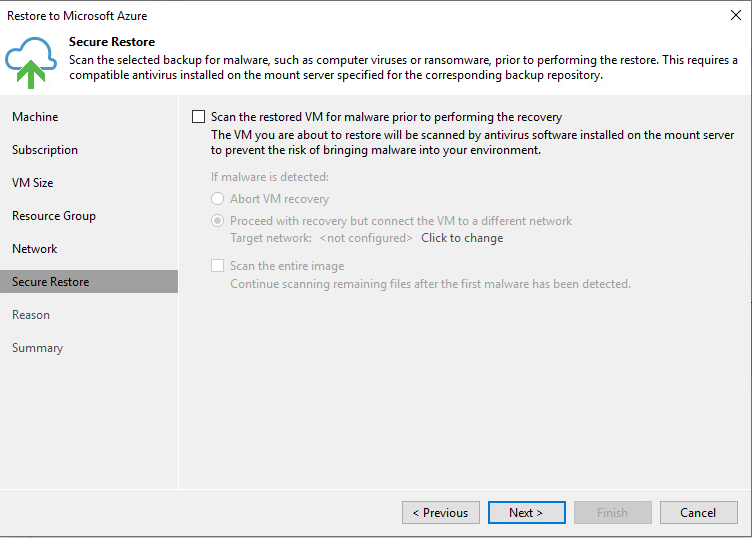 Restore to Microsoft Azure
Secure Restore
Scan the selected backup for malware, such as computer viruses or ransomware, prior to performing the restore. This requires a
compatible antivirus installed on the mount server specified for the corresponding backup repository.
Machine
Subscription
VM Size
Resource Group
Network
Secure Restore
Reason
Summary
Scan the restored VM for malware prior to performing the recovery
The VM you are about to restore will be scanned by antivirus software installed on the mount server
to prevent the risk of bringing malware into your environment.
If malware is detected:
Abort VM recovery
Proceed with recovery but connect the VM to a different network
Target network: <not configured> Click to change
Scan the entire image
Continue scanning remaining files after the first malware has been detected.
< Previous
Next >
Finish
Cancel